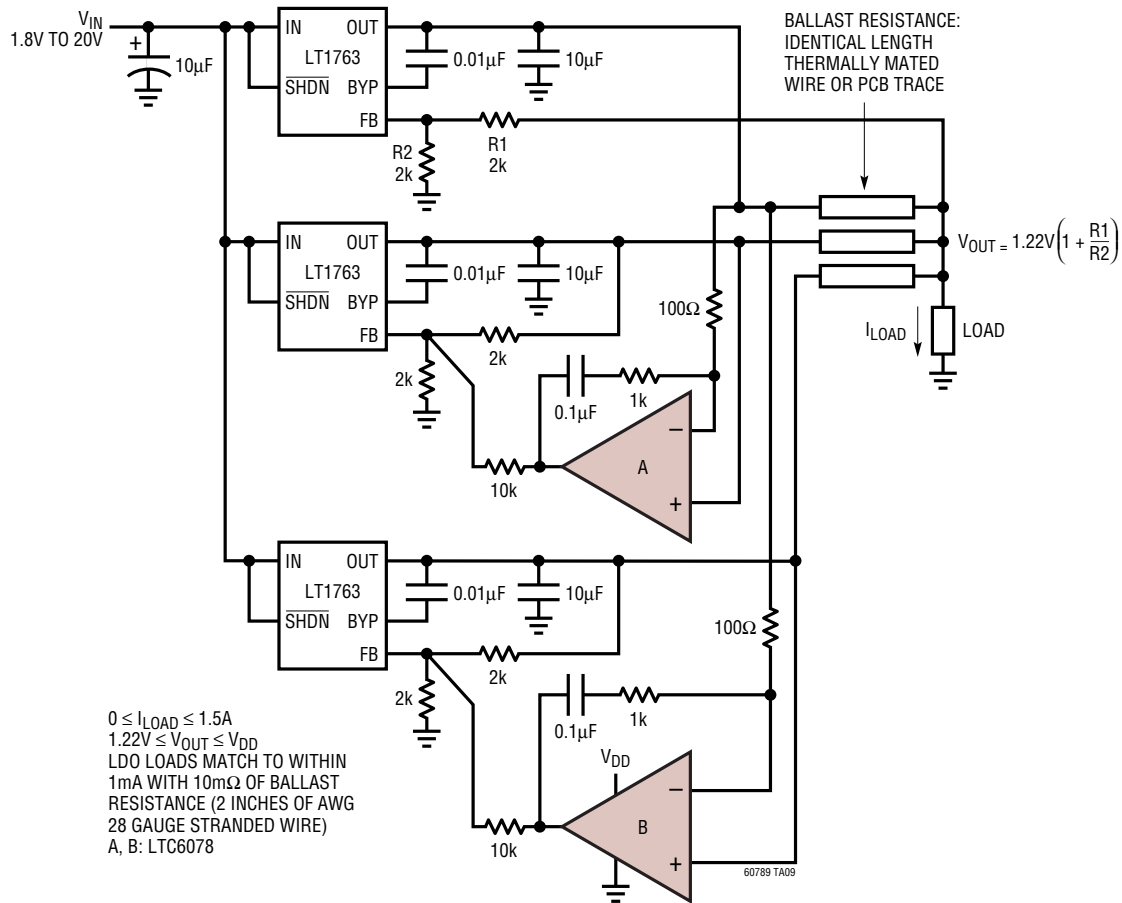 VIN
1.8V TO 20V
+
10µF
IN
OUT
LT1763
SHDN
BYP
FB
0.01µF
10µF
R2
2k
R1
2k
BALLAST RESISTANCE:
IDENTICAL LENGTH
THERMALLY MATED
WIRE OR PCB TRACE
IN
OUT
LT1763
SHDN
BYP
FB
0.01µF
10µF
2k
2k
VOUT = 1.22V(1 + R1/R2)
100Ω
ILOAD
LOAD
0.1µF
1k
10k
A
−
+
IN
OUT
LT1763
SHDN
BYP
FB
0.01µF
10µF
2k
2k
100Ω
0.1µF
1k
VDD
10k
B
−
+
0 ≤ ILOAD ≤ 1.5A
1.22V ≤ VOUT ≤ VDD
LDO LOADS MATCH TO WITHIN
1mA WITH 10mΩ OF BALLAST
RESISTANCE (2 INCHES OF AWG
28 GAUGE STRANDED WIRE)
A, B: LTC6078
60789 TA09